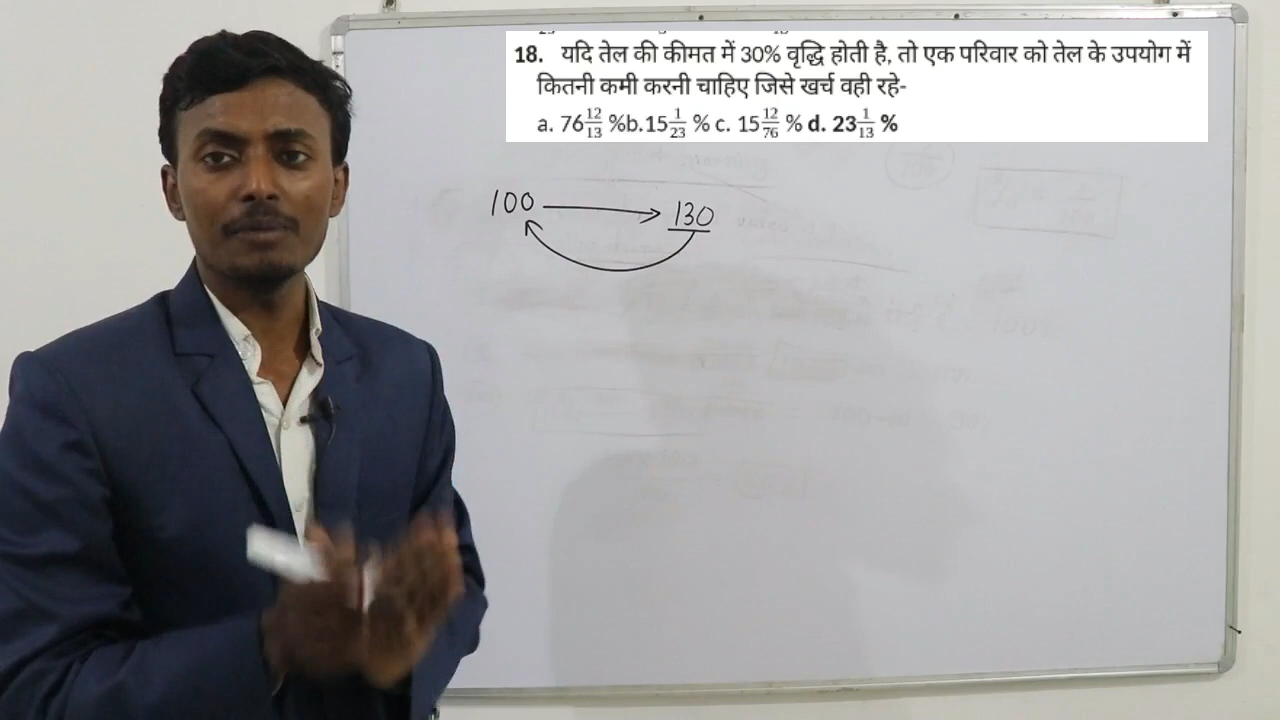 18. यदि तेल की कीमत में 30% वृद्धि होती है, तो एक परिवार को तेल के उपयोग में
कितनी कमी करनी चाहिए जिसे खर्च वही रहे-
a. 76 12/13 %b.15 1/23 % c. 15 12/76 % d. 23 1/13 %
100 → 130